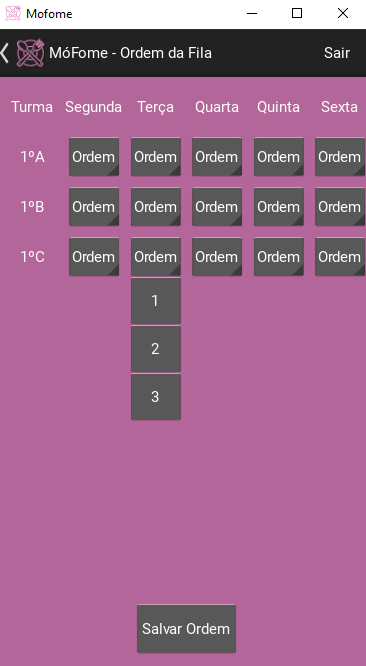 Mofome
MóFome - Ordem da Fila Sair
Turma Segunda Terça Quarta Quinta Sexta
1ºA Ordem Ordem Ordem Ordem Ordem
1ºB Ordem Ordem Ordem Ordem Ordem
1ºC Ordem Ordem Ordem Ordem Ordem
1
2
3
Salvar Ordem